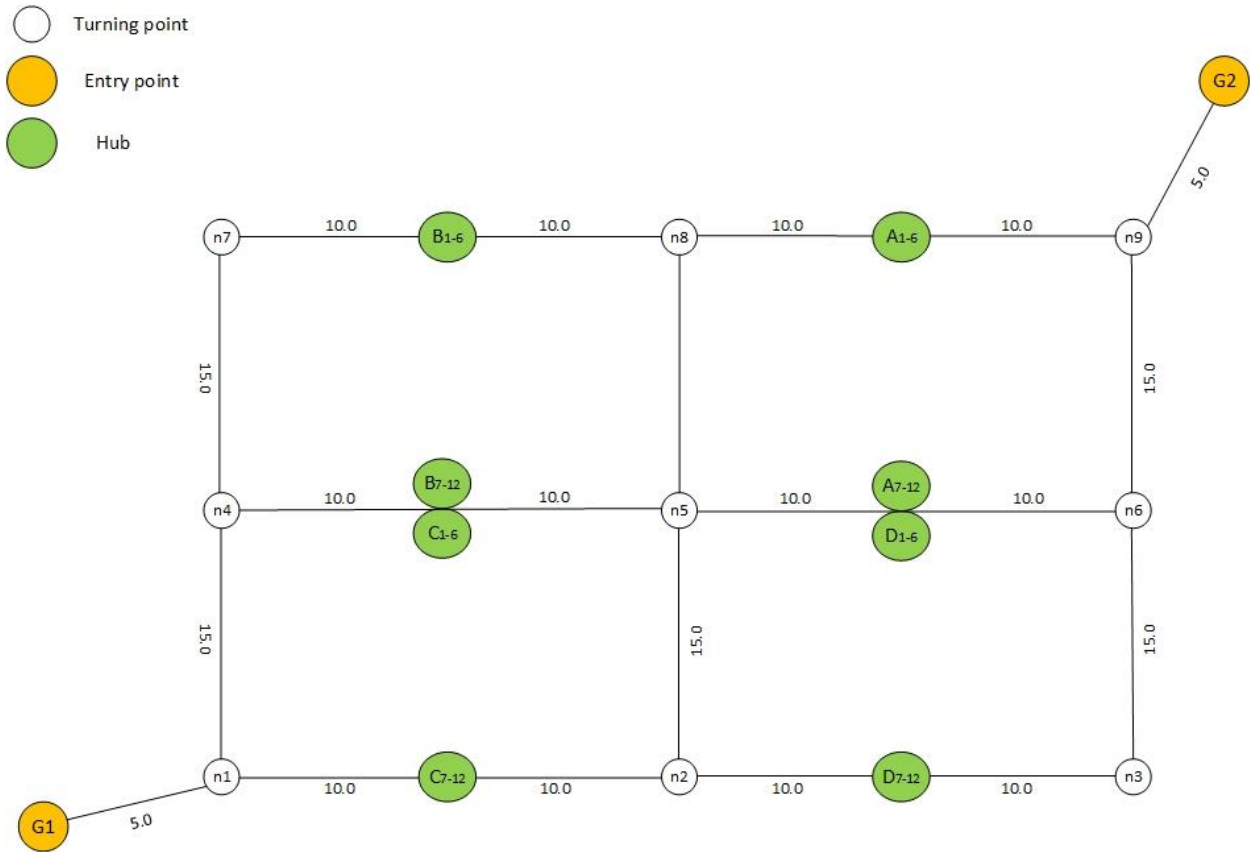 Turning point
Entry point
Hub
G2
5.0
n7
10.0
B1-6
10.0
n8
10.0
A1-6
10.0
n9
15.0
15.0
n4
10.0
B7-12
C1-6
10.0
n5
10.0
A7-12
D1-6
10.0
n6
15.0
15.0
15.0
n1
10.0
C7-12
10.0
n2
10.0
D7-12
10.0
n3
G1
5.0